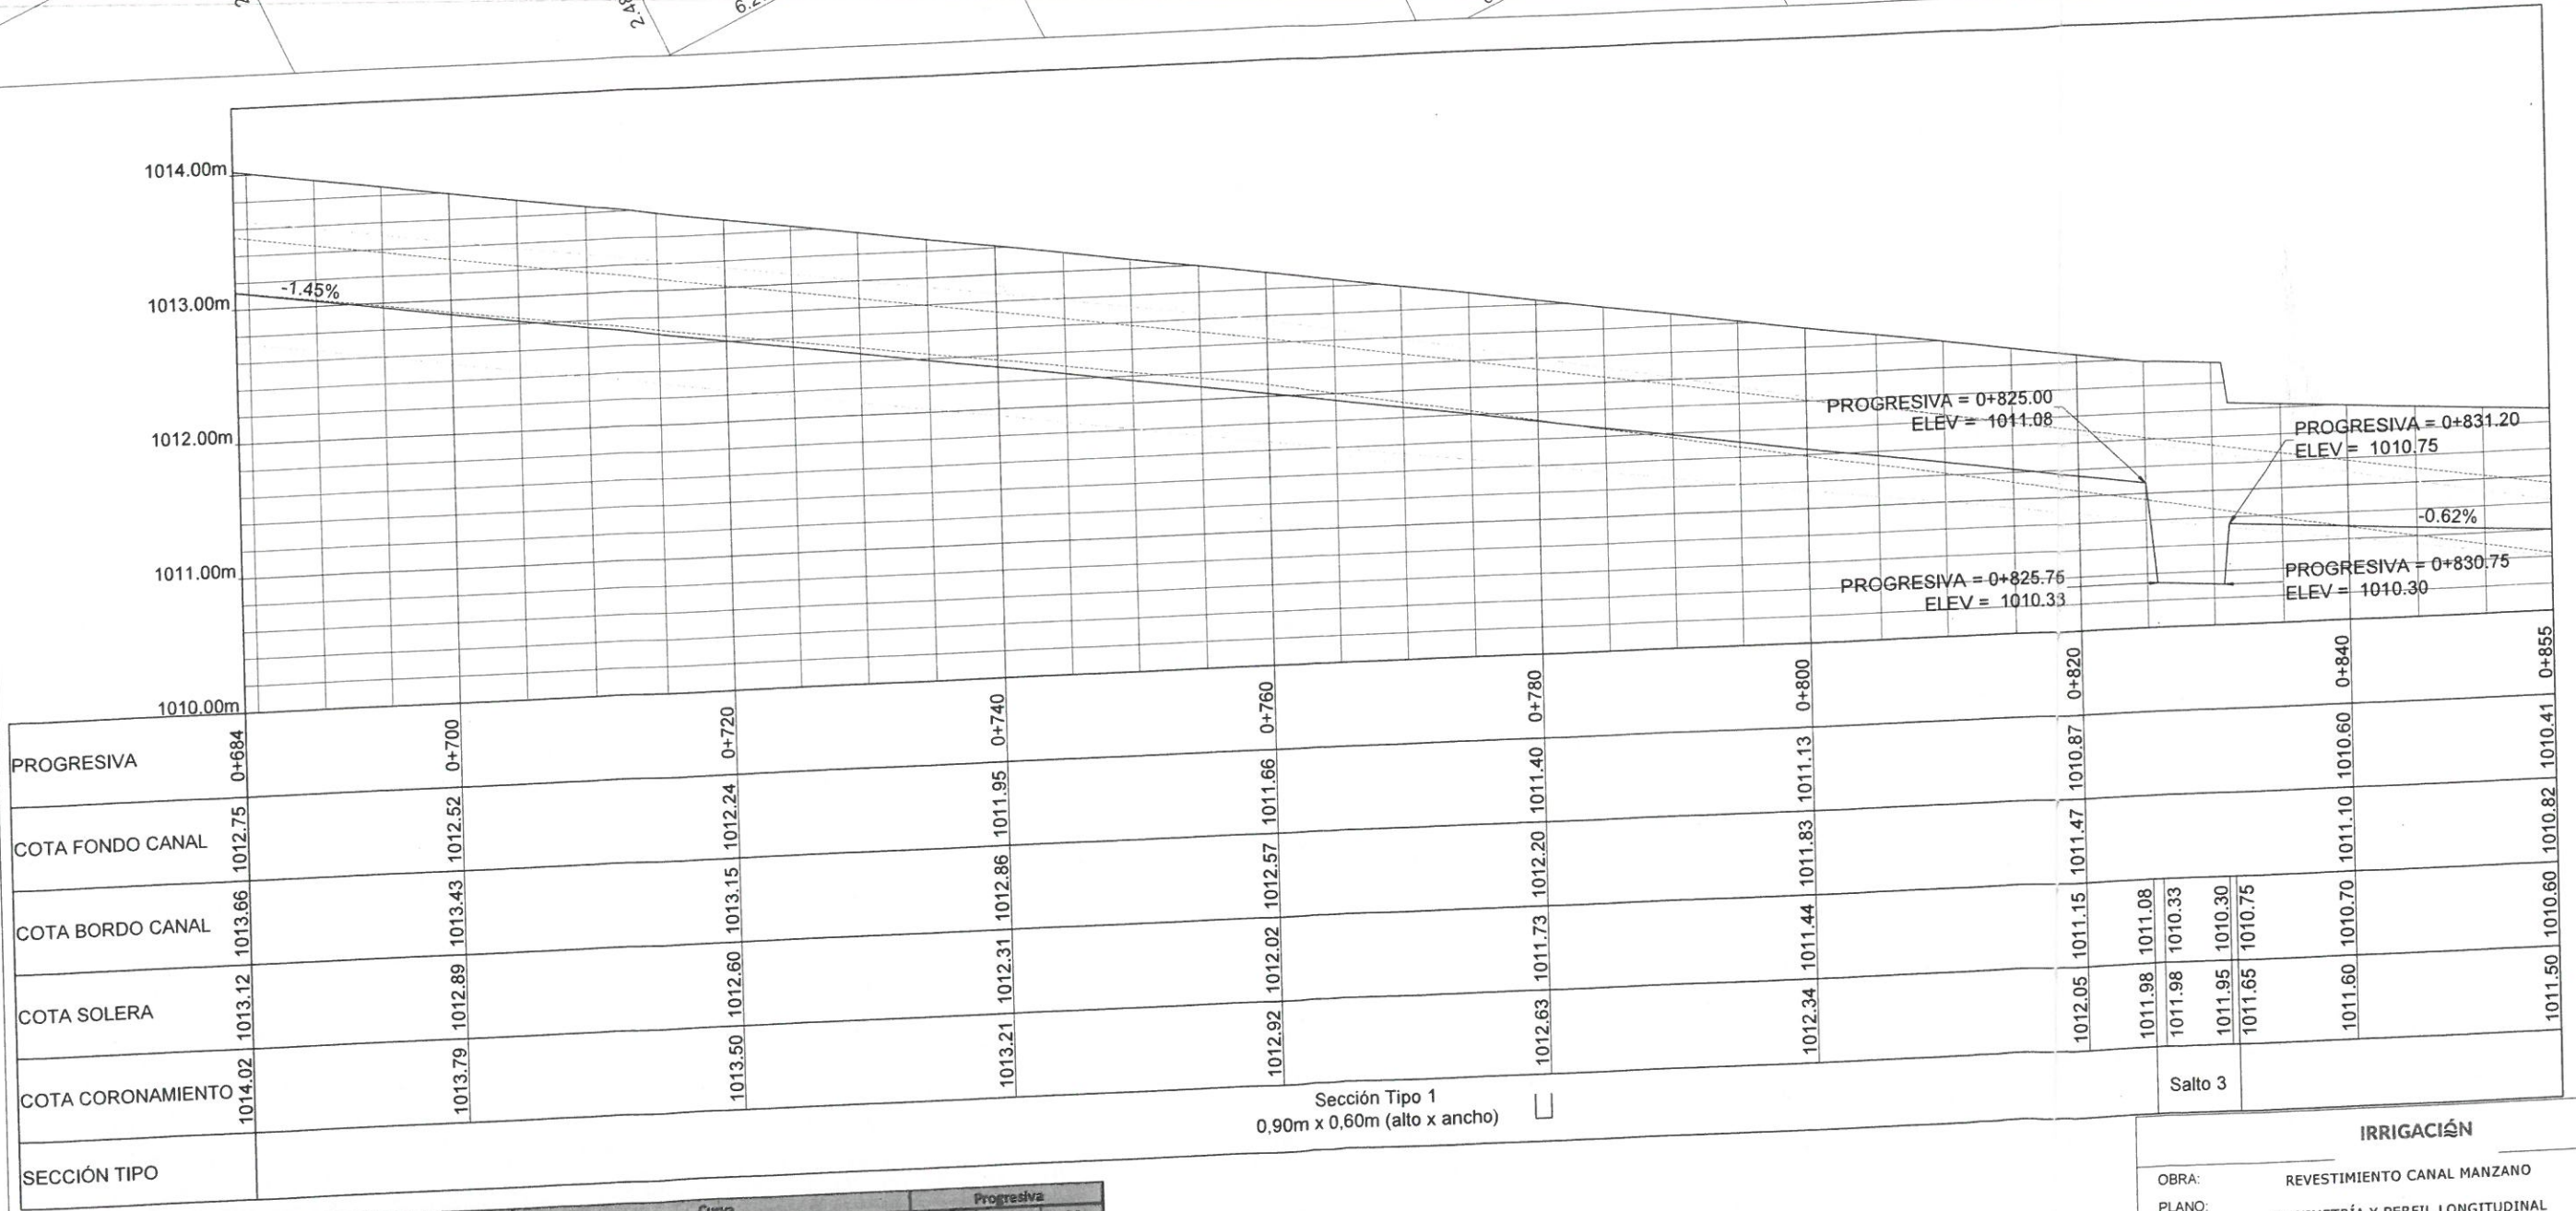 1014.00m
1013.00m
1012.00m
1011.00m
1010.00m
-1.45%
PROGRESIVA = 0+825.00
ELEV = 1011.08
PROGRESIVA = 0+831.20
ELEV = 1010.75
-0.62%
PROGRESIVA = 0+825.75
ELEV = 1010.33
PROGRESIVA = 0+830.75
ELEV = 1010.30
PROGRESIVA 0+684 0+700 0+720 0+740 0+760 0+780 0+800 0+820 0+840 0+855
COTA FONDO CANAL 1012.75 1012.52 1012.24 1011.95 1011.66 1011.40 1011.13 1010.87 1010.60 1010.41
COTA BORDO CANAL 1013.66 1013.43 1013.15 1012.86 1012.57 1012.20 1011.83 1011.47 1011.10 1010.82
COTA SOLERA 1013.12 1012.89 1012.60 1012.31 1012.02 1011.73 1011.44 1011.15 1011.08 1010.33 1010.30 1010.75 1010.70 1010.60
COTA CORONAMIENTO 1014.02 1013.79 1013.50 1013.21 1012.92 1012.63 1012.34 1012.05 1011.98 1011.98 1011.95 1011.65 1011.60 1011.50
SECCIÓN TIPO
Sección Tipo 1
0,90m x 0,60m (alto x ancho)
Salto 3
IRRIGACIÓN
OBRA: REVESTIMIENTO CANAL MANZANO
PLANO: Y PERFIL LONGITUDINAL
Progresiva